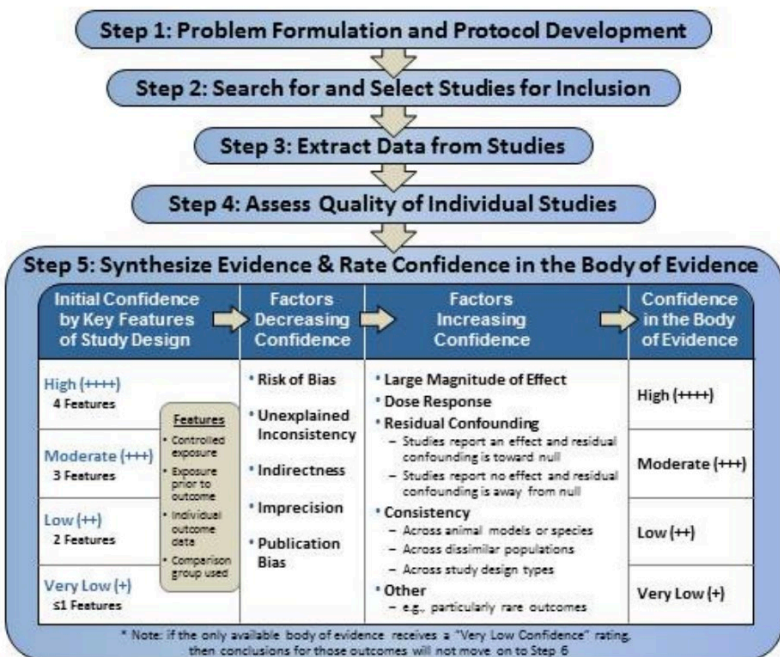 Step 1: Problem Formulation and Protocol Development
Step 2: Search for and Select Studies for Inclusion
Step 3: Extract Data from Studies
Step 4: Assess Quality of Individual Studies
Step 5: Synthesize Evidence & Rate Confidence in the Body of Evidence
Initial Confidence
by Key Features
of Study Design
Factors
Decreasing
Confidence
Factors
Increasing
Confidence
Confidence
in the Body
of Evidence
High (++++)
4 Features
Moderate (+++)
3 Features
Low (++)
2 Features
Very Low (+)
≤1 Features
Features
• Controlled
exposure
• Exposure
prior to
outcome
• Individual
outcome
data
• Comparison
group used
• Risk of Bias
• Unexplained
Inconsistency
• Indirectness
• Imprecision
• Publication
Bias
• Large Magnitude of Effect
• Dose Response
• Residual Confounding
– Studies report an effect and residual
confounding is toward null
– Studies report no effect and residual
confounding is away from null
• Consistency
– Across animal models or species
– Across dissimilar populations
– Across study design types
• Other
– e.g., particularly rare outcomes
High (++++)
Moderate (+++)
Low (++)
Very Low (+)
* Note: if the only available body of evidence receives a "Very Low Confidence" rating,
then conclusions for those outcomes will not move on to Step 6